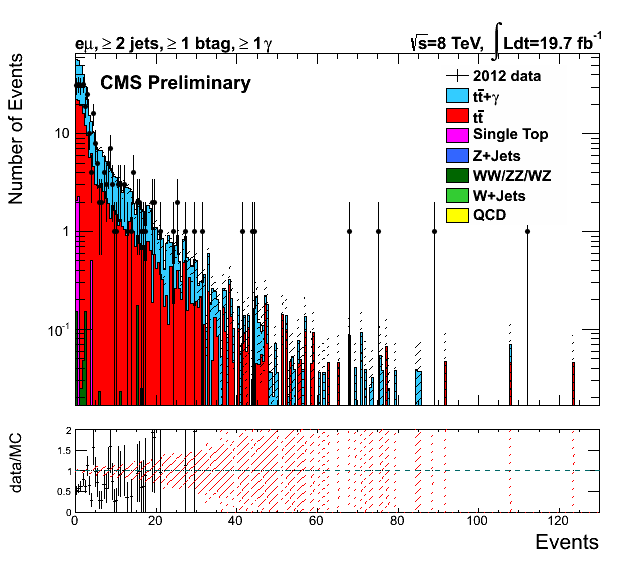 eμ, ≥ 2 jets, ≥ 1 btag, ≥ 1 γ
√s=8 TeV, ∫Ldt=19.7 fb⁻¹
CMS Preliminary
2012 data
tt̄+γ
tt̄
Single Top
Z+Jets
WW/ZZ/WZ
W+Jets
QCD
Number of Events
10
1
10⁻¹
data/MC
2
1.5
1
0.5
0
0 20 40 60 80 100 120
Events